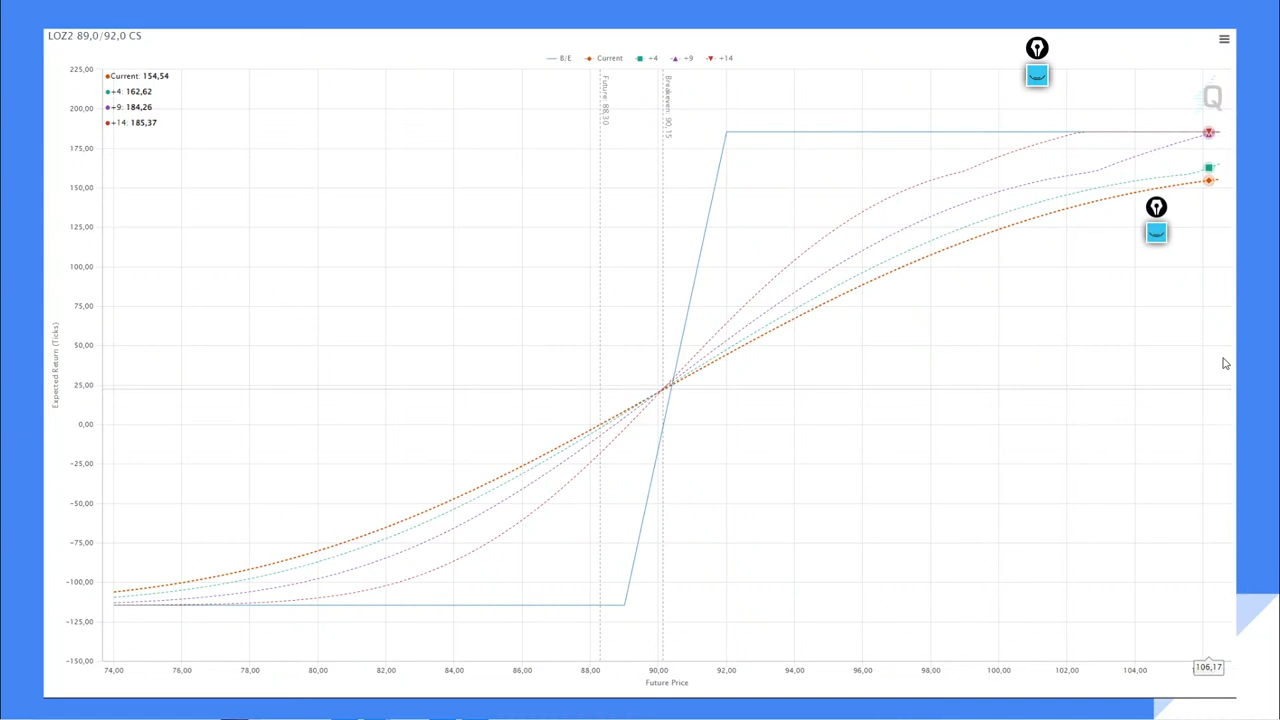 LOZ2 89,0/92,0 CS
B/E Current +4 +9 +14
225,00
200,00
175,00
150,00
125,00
100,00
75,00
50,00
25,00
0,00
−25,00
−50,00
−75,00
−100,00
−125,00
−150,00
Current: 154,54
+4: 162,62
+9: 184,26
+14: 185,37
Future: 88,30
Breakeven: 90,15
Q
Expected Return (Ticks)
74,00 76,00 78,00 80,00 82,00 84,00 86,00 88,00 90,00 92,00 94,00 96,00 98,00 100,00 102,00 104,00
106,17
Future Price